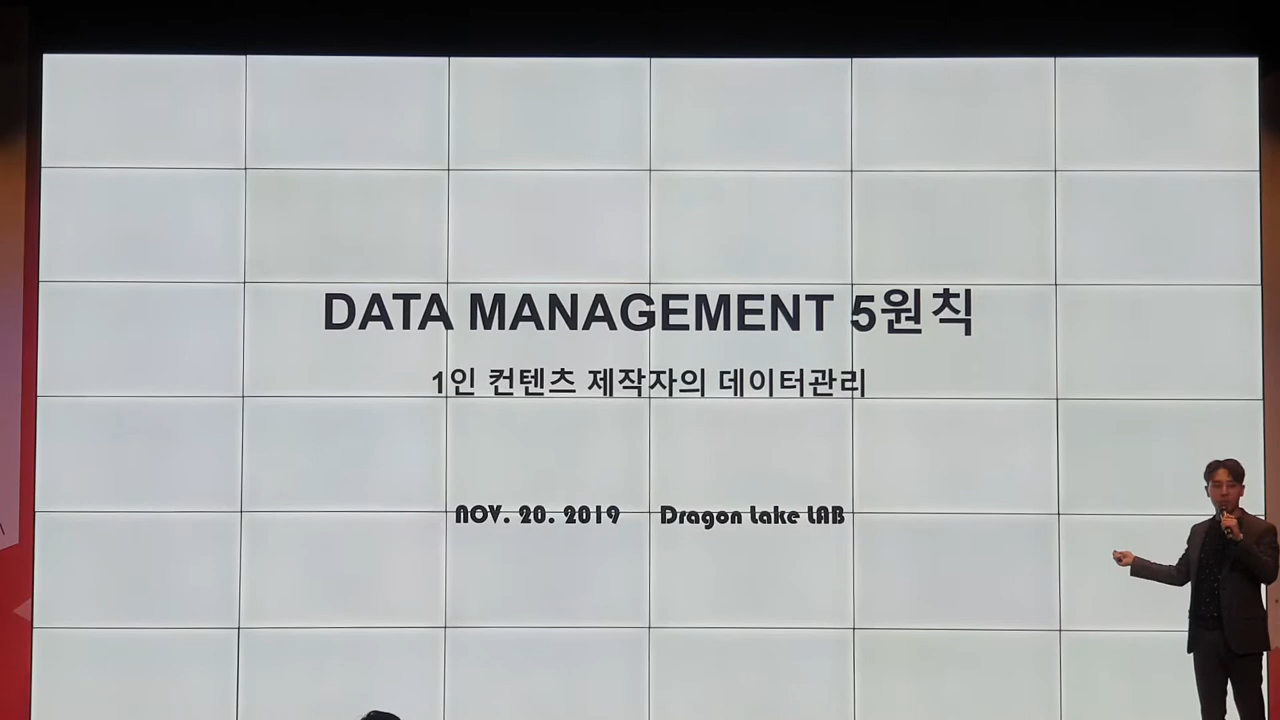 DATA MANAGEMENT 5원칙
1인 컨텐츠 제작자의 데이터관리
NOV. 20. 2019 Dragon Lake LAB